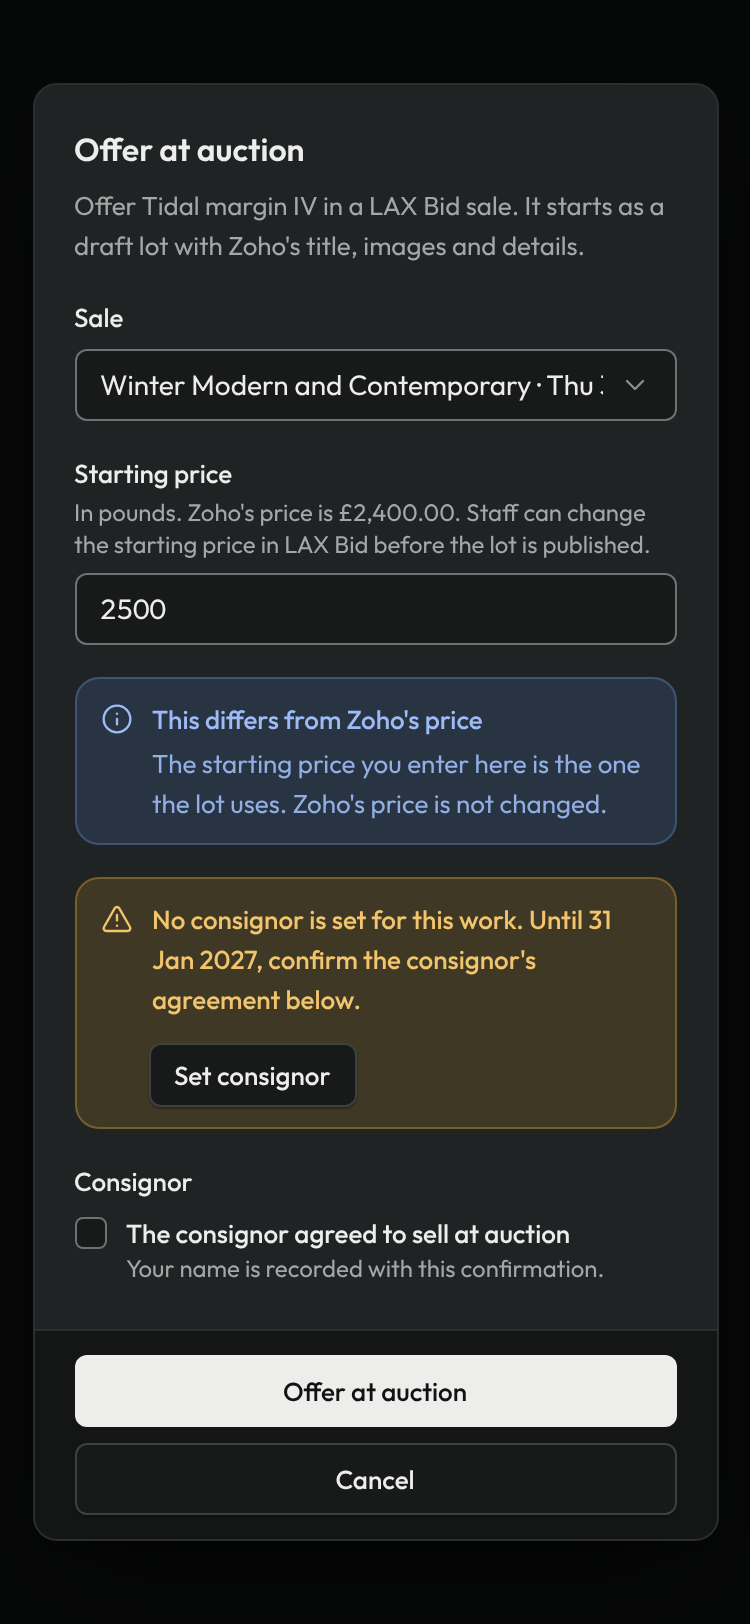 Offer at auction
Offer Tidal margin IV in a LAX Bid sale. It starts as a
draft lot with Zoho's title, images and details.
Sale
Winter Modern and Contemporary · Thu
Starting price
In pounds. Zoho's price is £2,400.00. Staff can change
the starting price in LAX Bid before the lot is published.
2500
This differs from Zoho's price
The starting price you enter here is the one
the lot uses. Zoho's price is not changed.
No consignor is set for this work. Until 31
Jan 2027, confirm the consignor's
agreement below.
Set consignor
Consignor
The consignor agreed to sell at auction
Your name is recorded with this confirmation.
Offer at auction
Cancel